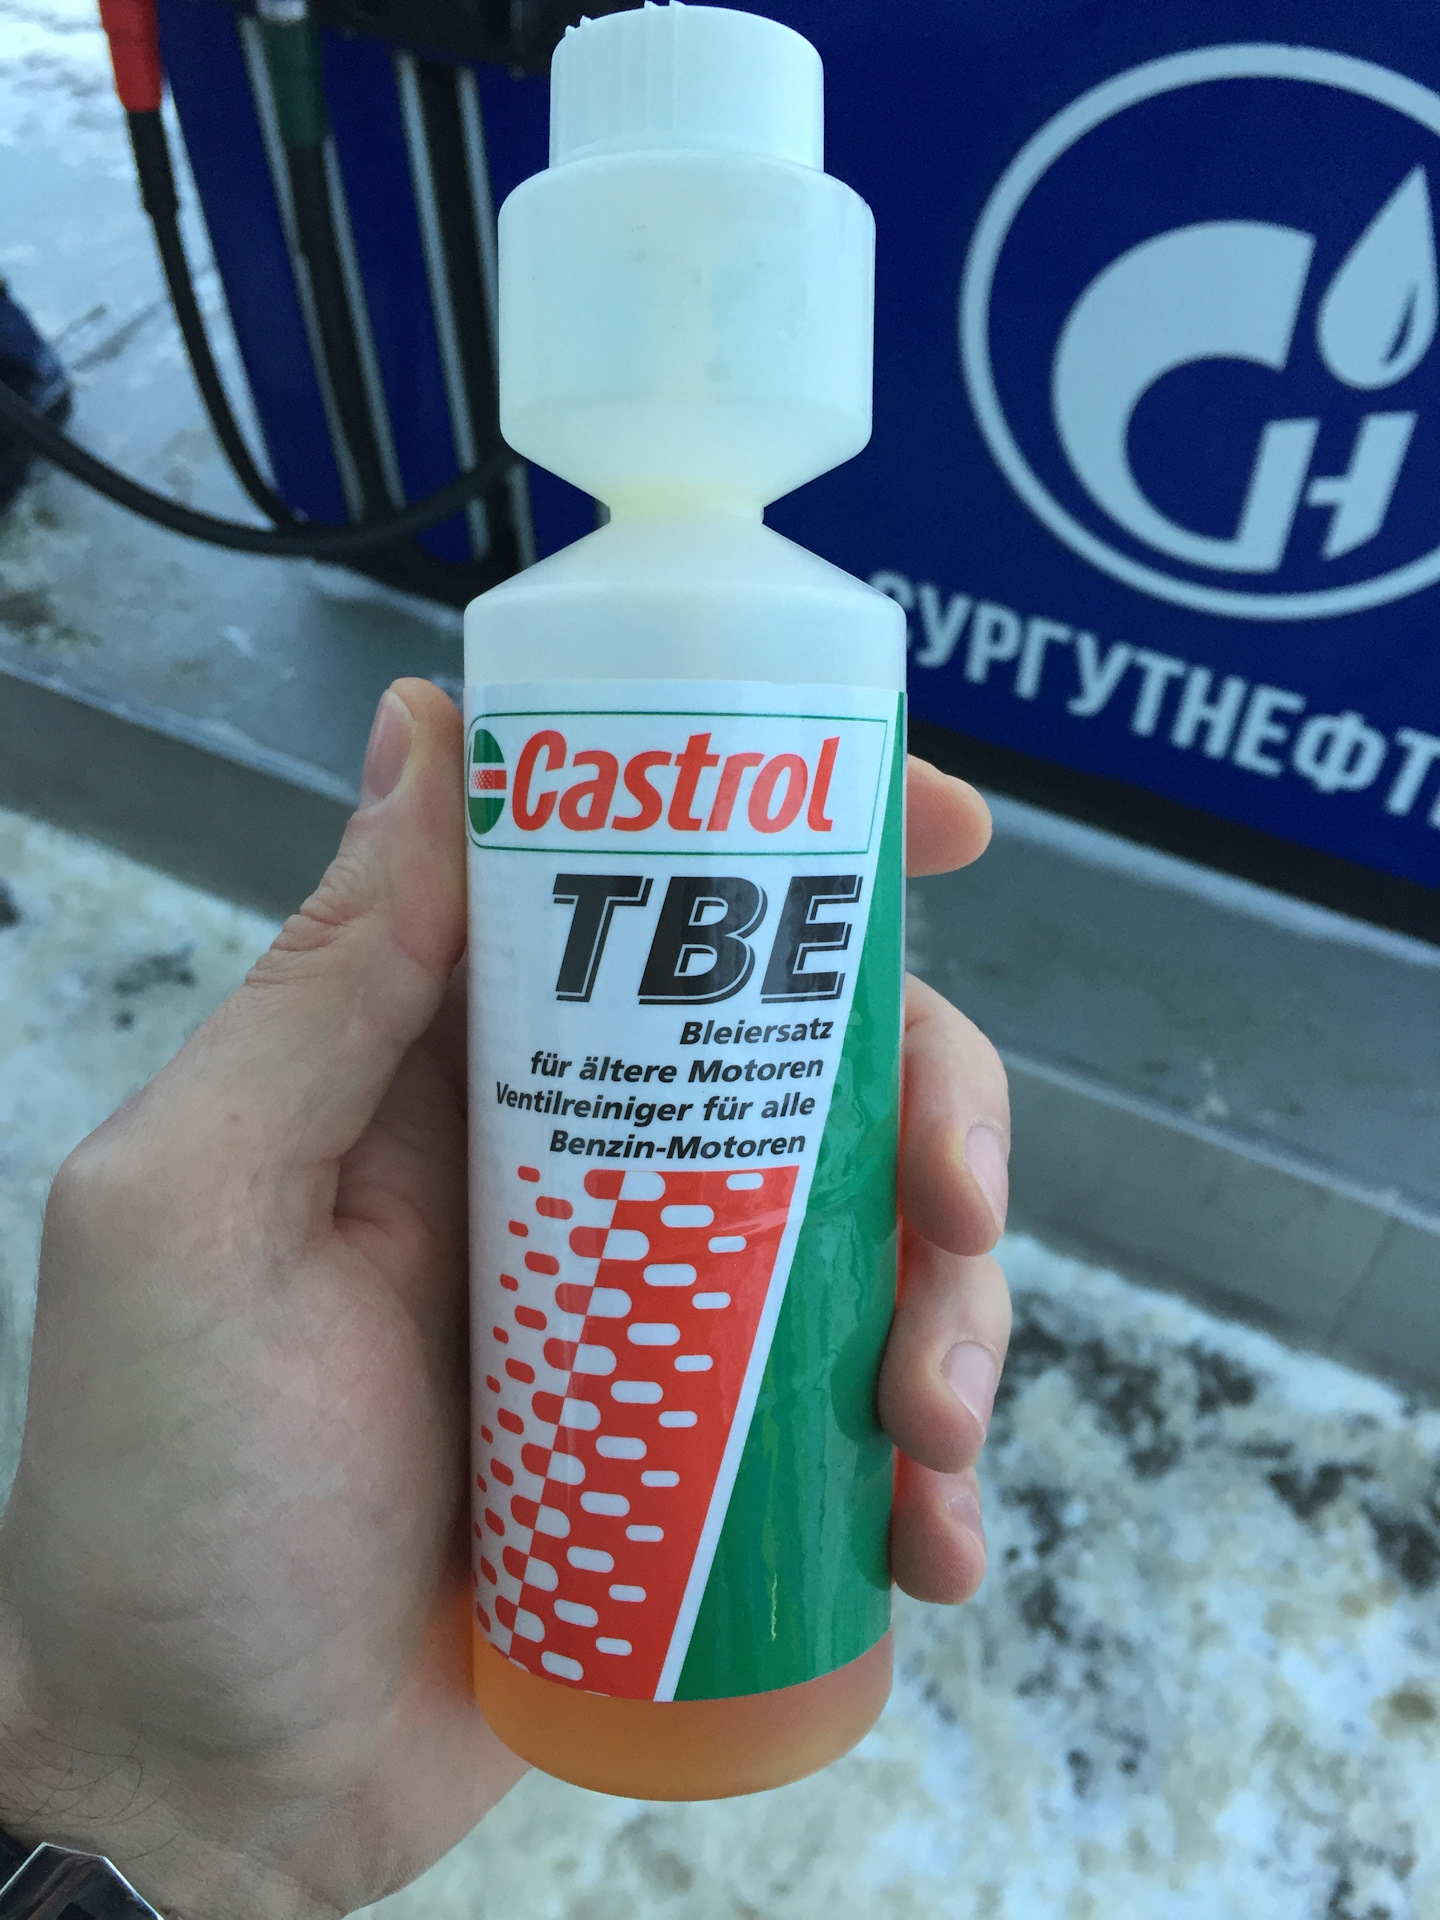 Castrol
TBE
Bleiersatz
für ältere Motoren
Ventilreiniger für alle
Benzin-Motoren
СУРГУТНЕФТ